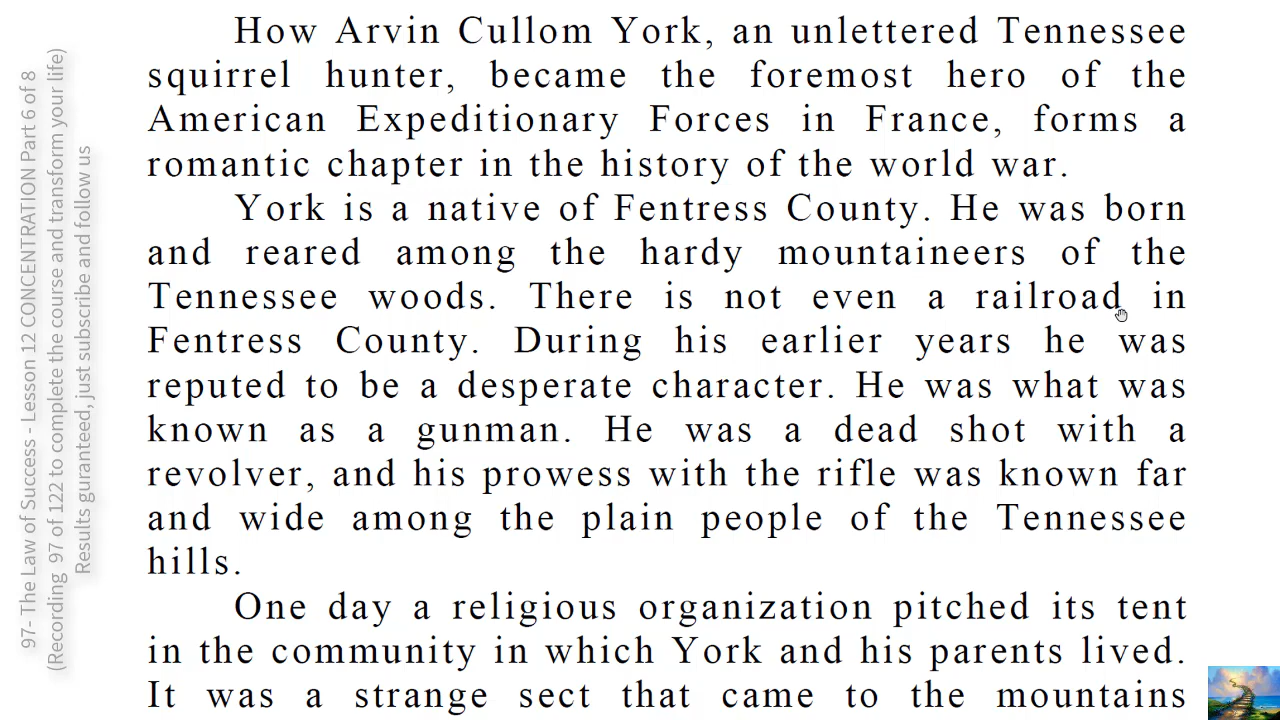 How Arvin Cullom York, an unlettered Tennessee
squirrel hunter, became the foremost hero of the
American Expeditionary Forces in France, forms a
romantic chapter in the history of the world war.
York is a native of Fentress County. He was born
and reared among the hardy mountaineers of the
Tennessee woods. There is not even a railroad in
Fentress County. During his earlier years he was
reputed to be a desperate character. He was what was
known as a gunman. He was a dead shot with a
revolver, and his prowess with the rifle was known far
and wide among the plain people of the Tennessee
hills.
One day a religious organization pitched its tent
in the community in which York and his parents lived.
It was a strange sect that came to the mountains
97- The Law of Success - Lesson 12 CONCENTRATION Part 6 of 8
(Recording 97 of 122 to complete the course and transform your life)
Results guranteed, just subscribe and follow us